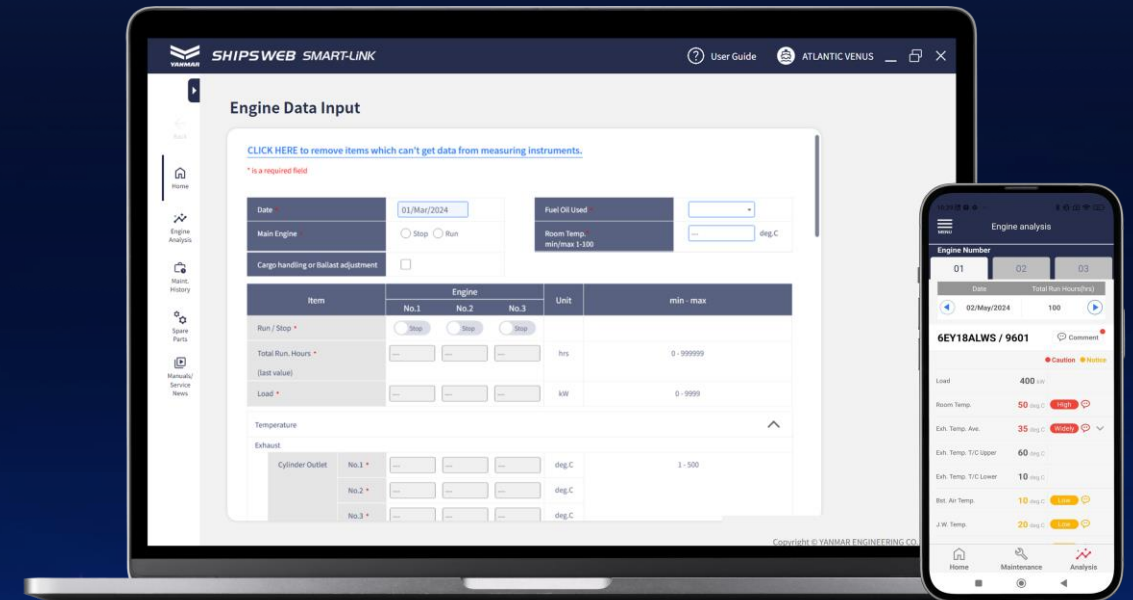 YANMAR
SHIPSWEB SMART-LiNK
User Guide
ATLANTIC VENUS
Back
Home
Engine Analysis
Maint. History
Spare Parts
Manuals/ Service News
Engine Data Input
CLICK HERE to remove items which can't get data from measuring instruments.
* is a required field
Date *
01/Mar/2024
Fuel Oil Used *
Main Engine *
Stop
Run
Room Temp. *
min/max 1-100
---
deg.C
Cargo handling or Ballast adjustment
Item
Engine
No.1 No.2 No.3
Unit
min - max
Run / Stop *
Stop Stop Stop
Total Run. Hours *
(last value)
--- --- ---
hrs
0 - 999999
Load *
--- --- ---
kW
0 - 9999
Temperature
Exhaust
Cylinder Outlet No.1 * --- --- --- deg.C 1 - 500
No.2 * --- --- --- deg.C
No.3 * --- --- --- deg.C
Copyright © YANMAR ENGINEERING CO.
MENU
Engine analysis
Engine Number
01 02 03
Date Total Run Hours(hrs)
02/May/2024 100
6EY18ALWS / 9601
Comment
Caution Notice
Load 400 kW
Room Temp. 50 deg.C High
Exh. Temp. Ave. 35 deg.C Widely
Exh. Temp. T/C Upper 60 deg.C
Exh. Temp. T/C Lower 10 deg.C
Bst. Air Temp. 10 deg.C Low
J.W. Temp. 20 deg.C Low
Home Maintenance Analysis